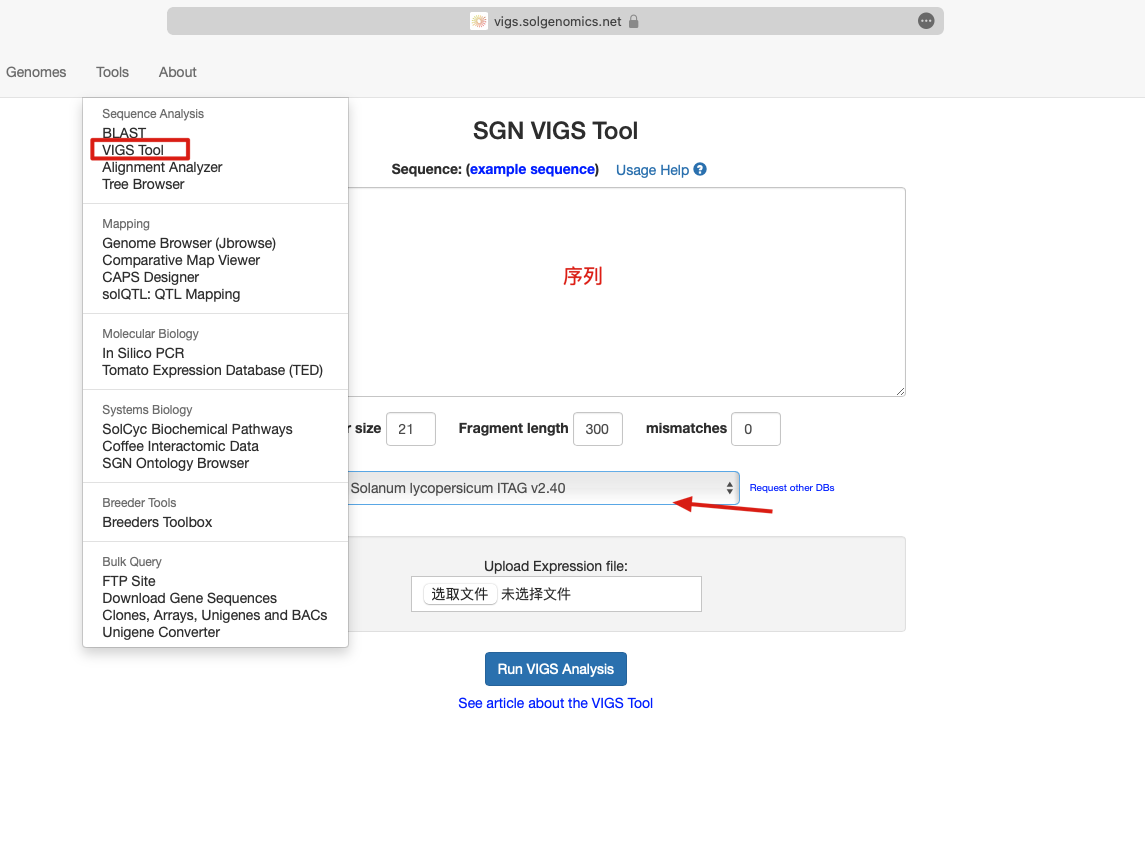 vigs.solgenomics.net
Genomes Tools About
Sequence Analysis
BLAST
VIGS Tool
Alignment Analyzer
Tree Browser
Mapping
Genome Browser (Jbrowse)
Comparative Map Viewer
CAPS Designer
solQTL: QTL Mapping
Molecular Biology
In Silico PCR
Tomato Expression Database (TED)
Systems Biology
SolCyc Biochemical Pathways
Coffee Interactomic Data
SGN Ontology Browser
Breeder Tools
Breeders Toolbox
Bulk Query
FTP Site
Download Gene Sequences
Clones, Arrays, Unigenes and BACs
Unigene Converter
SGN VIGS Tool
Sequence: (example sequence) Usage Help ?
序列
r size 21 Fragment length 300 mismatches 0
Solanum lycopersicum ITAG v2.40 Request other DBs
Upload Expression file:
选取文件 未选择文件
Run VIGS Analysis
See article about the VIGS Tool